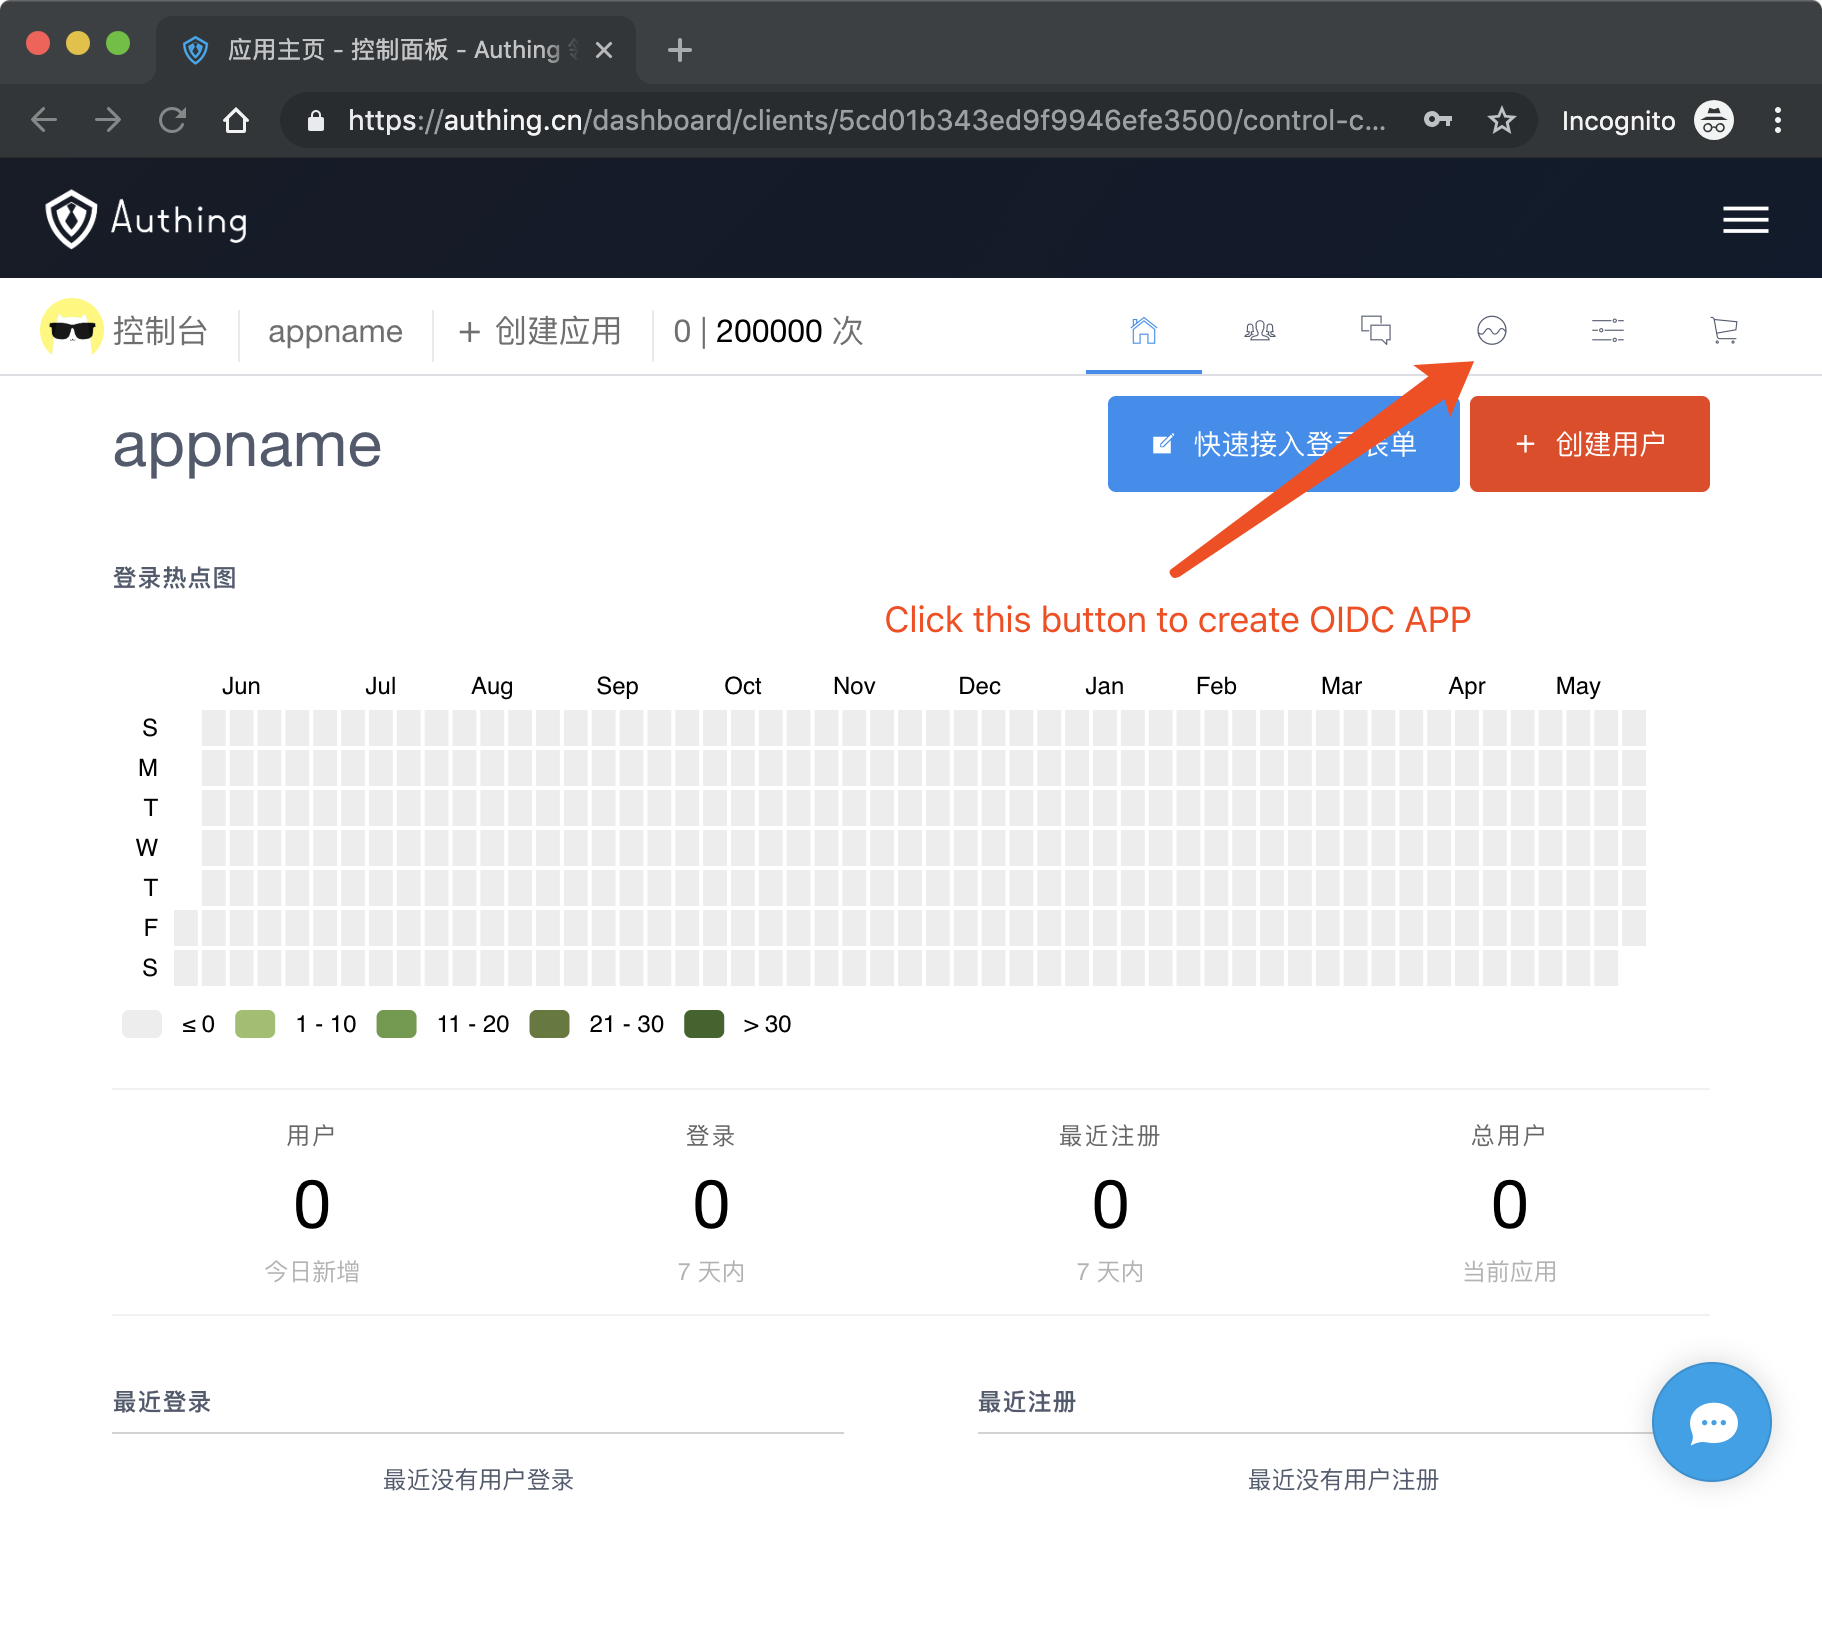 应用主页 - 控制面板 - Authing
https://authing.cn/dashboard/clients/5cd01b343ed9f9946efe3500/control-c...
Incognito
Authing
控制台
appname
+ 创建应用
0 | 200000 次
appname
快速接入登录表单
+ 创建用户
登录热点图
Click this button to create OIDC APP
Jun Jul Aug Sep Oct Nov Dec Jan Feb Mar Apr May
S
M
T
W
T
F
S
≤ 0 1 - 10 11 - 20 21 - 30 > 30
用户 登录 最近注册 总用户
0 0 0 0
今日新增 7 天内 7 天内 当前应用
最近登录 最近注册
最近没有用户登录 最近没有用户注册